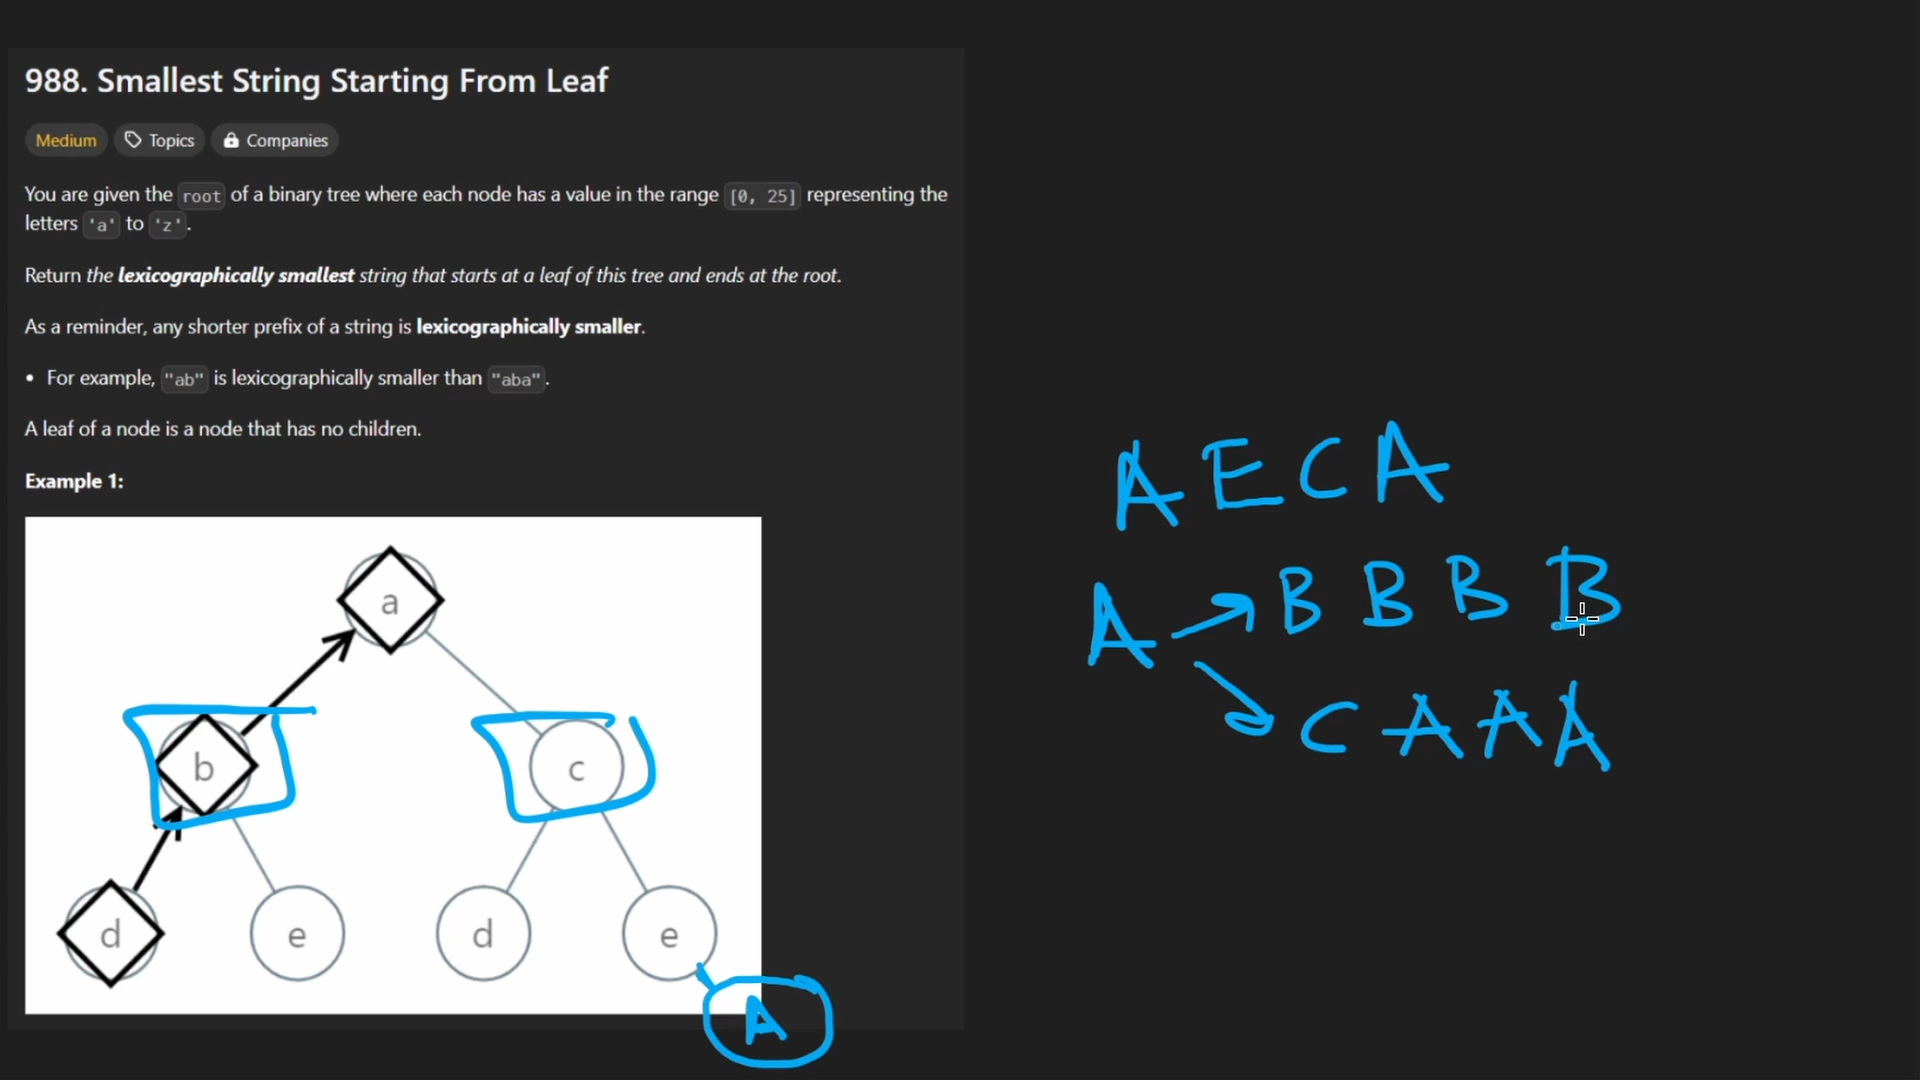 988. Smallest String Starting From Leaf
Medium Topics Companies
You are given the root of a binary tree where each node has a value in the range [0, 25] representing the
letters 'a' to 'z'.
Return the lexicographically smallest string that starts at a leaf of this tree and ends at the root.
As a reminder, any shorter prefix of a string is lexicographically smaller.
• For example, "ab" is lexicographically smaller than "aba".
A leaf of a node is a node that has no children.
Example 1:
a
b c
d e d e
A
A E C A
A → B B B B
C A A A